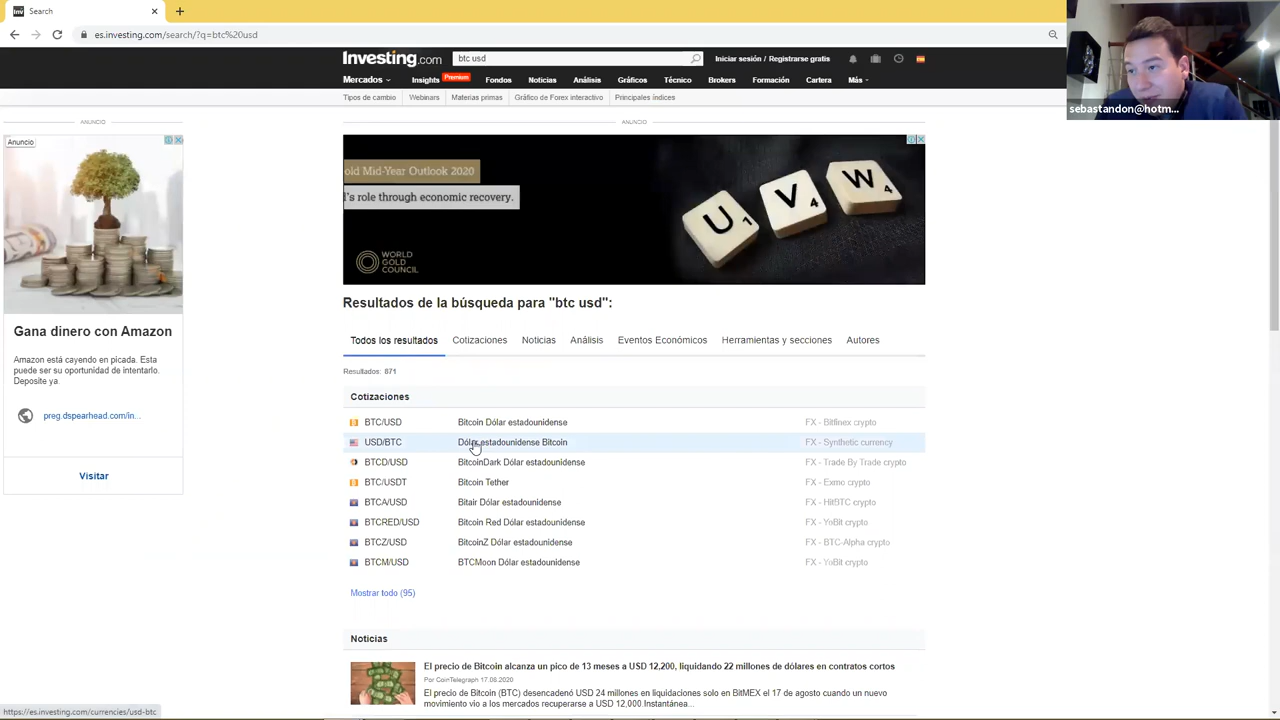 Search
es.investing.com/search/?q=btc%20usd
Investing.com
btc usd
Iniciar sesión / Registrarse gratis
Mercados
Insights
Premium
Fondos
Noticias
Análisis
Gráficos
Técnico
Brokers
Formación
Cartera
Más
Tipos de cambio
Webinars
Materias primas
Gráfico de Forex interactivo
Principales índices
sebastandon@hotm...
ANUNCIO
ANUNCIO
Anuncio
old Mid-Year Outlook 2020
l's role through economic recovery.
WORLD
GOLD
COUNCIL
U1
V4
W4
Gana dinero con Amazon
Amazon está cayendo en picada. Esta
puede ser su oportunidad de intentarlo.
Deposite ya
preg.dspearhead.com/in...
Visitar
Resultados de la búsqueda para "btc usd":
Todos los resultados
Cotizaciones
Noticias
Análisis
Eventos Económicos
Herramientas y secciones
Autores
Resultados: 871
Cotizaciones
BTC/USD Bitcoin Dólar estadounidense FX - Bitfinex crypto
USD/BTC Dólar estadounidense Bitcoin FX - Synthetic currency
BTCD/USD BitcoinDark Dólar estadounidense FX - Trade By Trade crypto
BTC/USDT Bitcoin Tether FX - Exmo crypto
BTCA/USD Bitair Dólar estadounidense FX - HitBTC crypto
BTCRED/USD Bitcoin Red Dólar estadounidense FX - YoBit crypto
BTCZ/USD BitcoinZ Dólar estadounidense FX - BTC-Alpha crypto
BTCM/USD BTCMoon Dólar estadounidense FX - YoBit crypto
Mostrar todo (95)
Noticias
El precio de Bitcoin alcanza un pico de 13 meses a USD 12,200, liquidando 22 millones de dólares en contratos cortos
Por CoinTelegraph 17.08.2020
El precio de Bitcoin (BTC) desencadenó USD 24 millones en liquidaciones solo en BitMEX el 17 de agosto cuando un nuevo
movimiento vio a los mercados recuperarse a USD 12,000.Instantánea...
https://es.investing.com/currencies/usd-btc